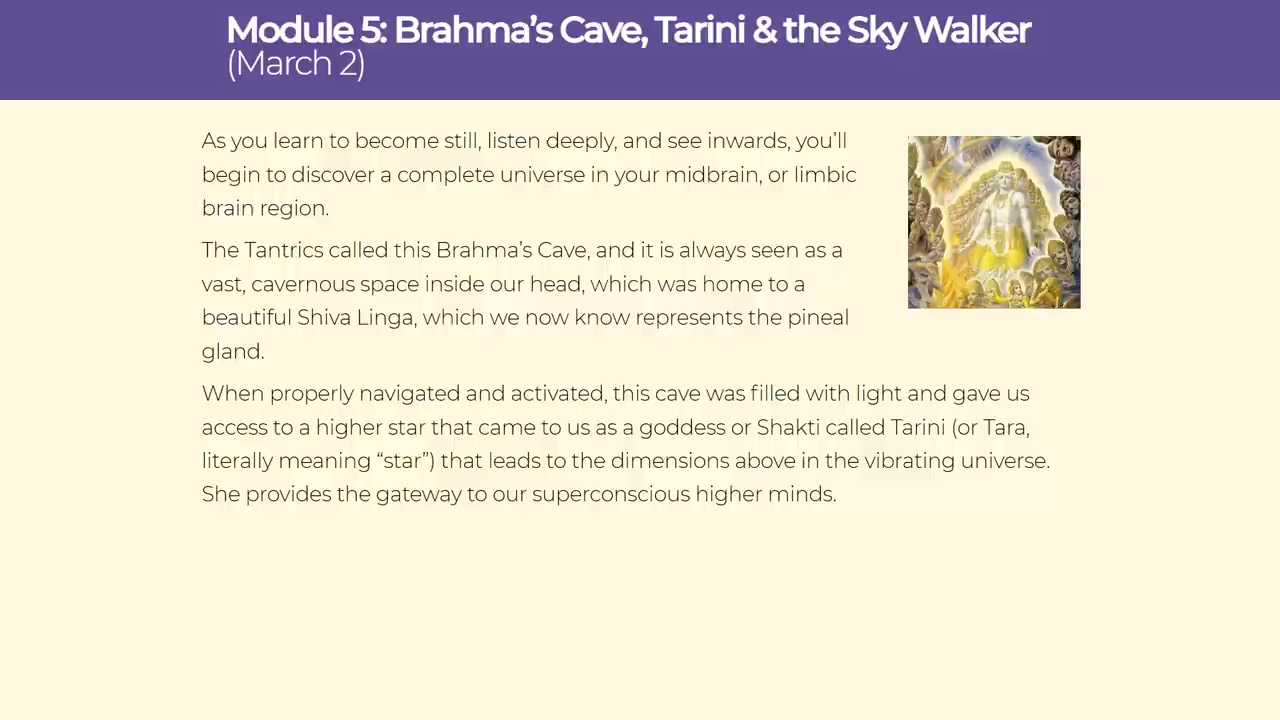 Module 5: Brahma’s Cave, Tarini & the Sky Walker
(March 2)
As you learn to become still, listen deeply, and see inwards, you’ll
begin to discover a complete universe in your midbrain, or limbic
brain region.
The Tantrics called this Brahma’s Cave, and it is always seen as a
vast, cavernous space inside our head, which was home to a
beautiful Shiva Linga, which we now know represents the pineal
gland.
When properly navigated and activated, this cave was filled with light and gave us
access to a higher star that came to us as a goddess or Shakti called Tarini (or Tara,
literally meaning “star”) that leads to the dimensions above in the vibrating universe.
She provides the gateway to our superconscious higher minds.